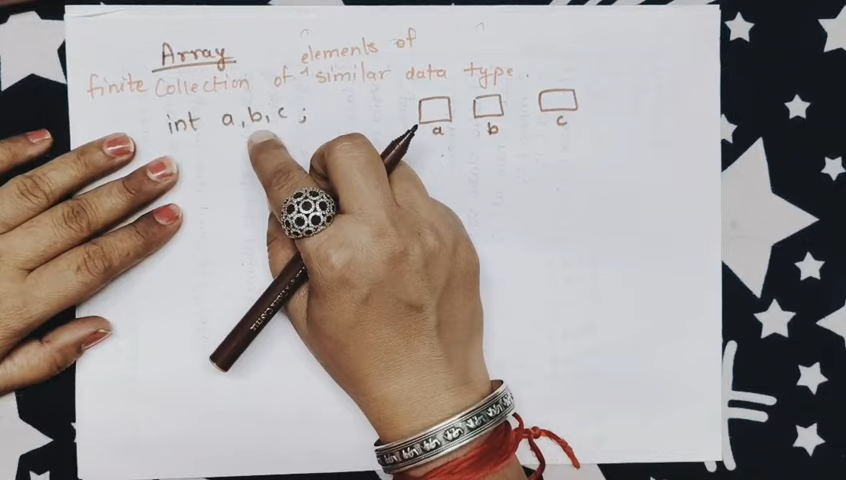 Array
elements of
finite Collection of similar data type.
int a, b, c ;
a b c